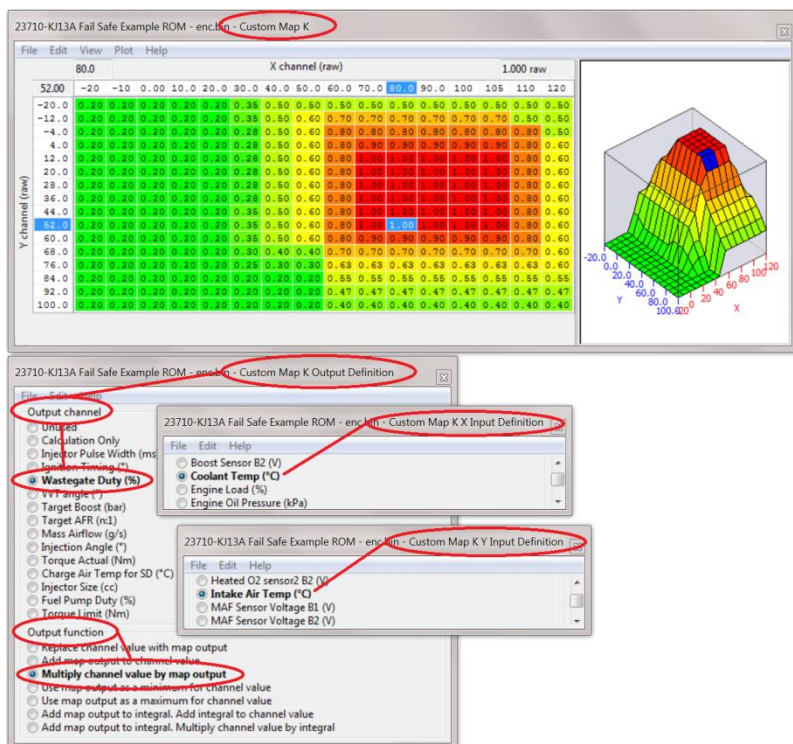 23710-KJ13A Fail Safe Example ROM - enc.bin - Custom Map K
File Edit View Plot Help
80.0 X channel (raw) 1.000 raw
52.00 -20 -10 0.00 10.0 20.0 30.0 40.0 50.0 60.0 70.0 80.0 90.0 100 105 110 120
-20.0 0.20 0.20 0.20 0.20 0.20 0.35 0.50 0.50 0.50 0.50 0.50 0.50 0.50 0.50 0.50 0.50
-12.0 0.20 0.20 0.20 0.20 0.20 0.35 0.50 0.60 0.70 0.70 0.70 0.70 0.70 0.70 0.50 0.50
-4.0 0.20 0.20 0.20 0.20 0.20 0.28 0.50 0.60 0.80 0.80 0.80 0.80 0.80 0.80 0.80 0.50
4.0 0.20 0.20 0.20 0.20 0.20 0.28 0.50 0.60 0.80 0.90 0.90 0.90 0.90 0.90 0.80 0.60
12.0 0.20 0.20 0.20 0.20 0.20 0.28 0.50 0.60 0.80 1.00 1.00 1.00 1.00 1.00 0.80 0.60
20.0 0.20 0.20 0.20 0.20 0.20 0.28 0.50 0.60 0.80 1.00 1.00 1.00 1.00 1.00 0.80 0.60
28.0 0.20 0.20 0.20 0.20 0.20 0.28 0.50 0.60 0.80 1.00 1.00 1.00 1.00 1.00 0.80 0.60
36.0 0.20 0.20 0.20 0.20 0.20 0.28 0.50 0.60 0.80 1.00 1.00 1.00 1.00 1.00 0.80 0.60
44.0 0.20 0.20 0.20 0.20 0.20 0.35 0.50 0.60 0.80 1.00 1.00 1.00 1.00 1.00 0.80 0.60
52.0 0.20 0.20 0.20 0.20 0.20 0.35 0.50 0.60 0.80 1.00 1.00 1.00 1.00 1.00 0.80 0.60
60.0 0.20 0.20 0.20 0.20 0.20 0.35 0.50 0.60 0.80 0.90 0.90 0.90 0.90 0.90 0.80 0.60
68.0 0.20 0.20 0.20 0.20 0.20 0.30 0.40 0.40 0.70 0.70 0.70 0.70 0.70 0.70 0.70 0.60
76.0 0.20 0.20 0.20 0.20 0.20 0.25 0.30 0.30 0.63 0.63 0.63 0.63 0.63 0.63 0.63 0.63
84.0 0.20 0.20 0.20 0.20 0.20 0.20 0.20 0.20 0.55 0.55 0.55 0.55 0.55 0.55 0.55 0.55
92.0 0.20 0.20 0.20 0.20 0.20 0.20 0.20 0.20 0.47 0.47 0.47 0.47 0.47 0.47 0.47 0.47
100.0 0.20 0.20 0.20 0.20 0.20 0.20 0.20 0.20 0.40 0.40 0.40 0.40 0.40 0.40 0.40 0.40
Y channel (raw)
-20.0 0.0 20.0 40.0 60.0 80.0 100.0
Y
20 40 60 80 100 120
X
23710-KJ13A Fail Safe Example ROM - enc.bin - Custom Map K Output Definition
File Edit Help
Output channel
Unused
Calculation Only
Injector Pulse Width (ms
Ignition Timing (°)
Wastegate Duty (%)
VVT angle (°)
Target Boost (bar)
Target AFR (n:1)
Mass Airflow (g/s)
Injection Angle (°)
Torque Actual (Nm)
Charge Air Temp for SD (°C)
Injector Size (cc)
Fuel Pump Duty (%)
Torque Limit (Nm)
Output function
Replace channel value with map output
Add map output to channel value
Multiply channel value by map output
Use map output as a minimum for channel value
Use map output as a maximum for channel value
Add map output to integral. Add integral to channel value
Add map output to integral. Multiply channel value by integral
23710-KJ13A Fail Safe Example ROM - enc.bin - Custom Map K X Input Definition
File Edit Help
Boost Sensor B2 (V)
Coolant Temp (°C)
Engine Load (%)
Engine Oil Pressure (kPa)
23710-KJ13A Fail Safe Example ROM - enc.bin - Custom Map K Y Input Definition
File Edit Help
Heated O2 sensor2 B2 (V)
Intake Air Temp (°C)
MAF Sensor Voltage B1 (V)
MAF Sensor Voltage B2 (V)